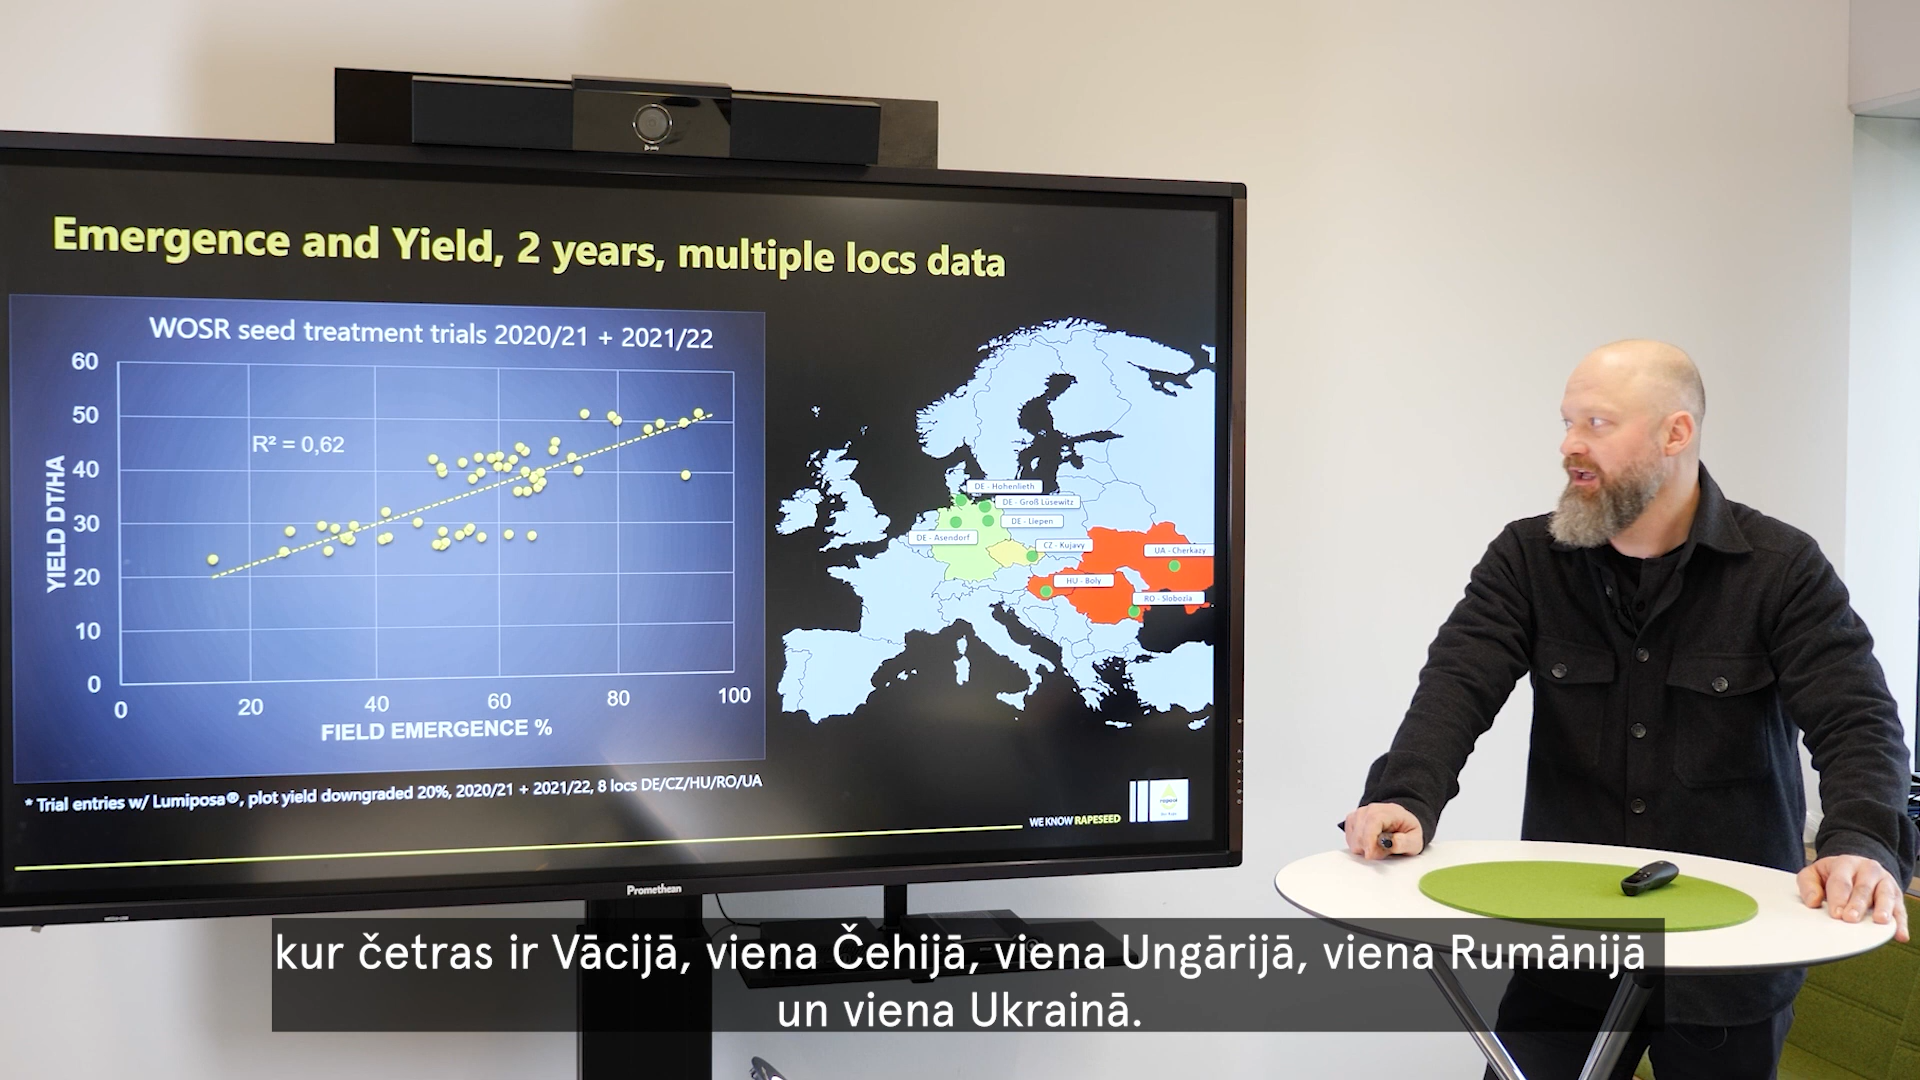 Emergence and Yield, 2 years, multiple locs data
WOSR seed treatment trials 2020/21 + 2021/22
60
50
40
30
20
10
0
YIELD DT/HA
R² = 0,62
0
20
40
60
80
100
FIELD EMERGENCE %
DE - Hohenlieth
DE - Groß Lüsewitz
DE - Liepen
DE - Asendorf
CZ - Kujavy
UA - Cherkazy
HU - Boly
RO - Slobozia
* Trial entries w/ Lumiposa®, plot yield downgraded 20%, 2020/21 + 2021/22, 8 locs DE/CZ/HU/RO/UA
WE KNOW RAPESEED
rapool
Promethean
kur četras ir Vācijā, viena Čehijā, viena Ungārijā, viena Rumānijā
un viena Ukrainā.